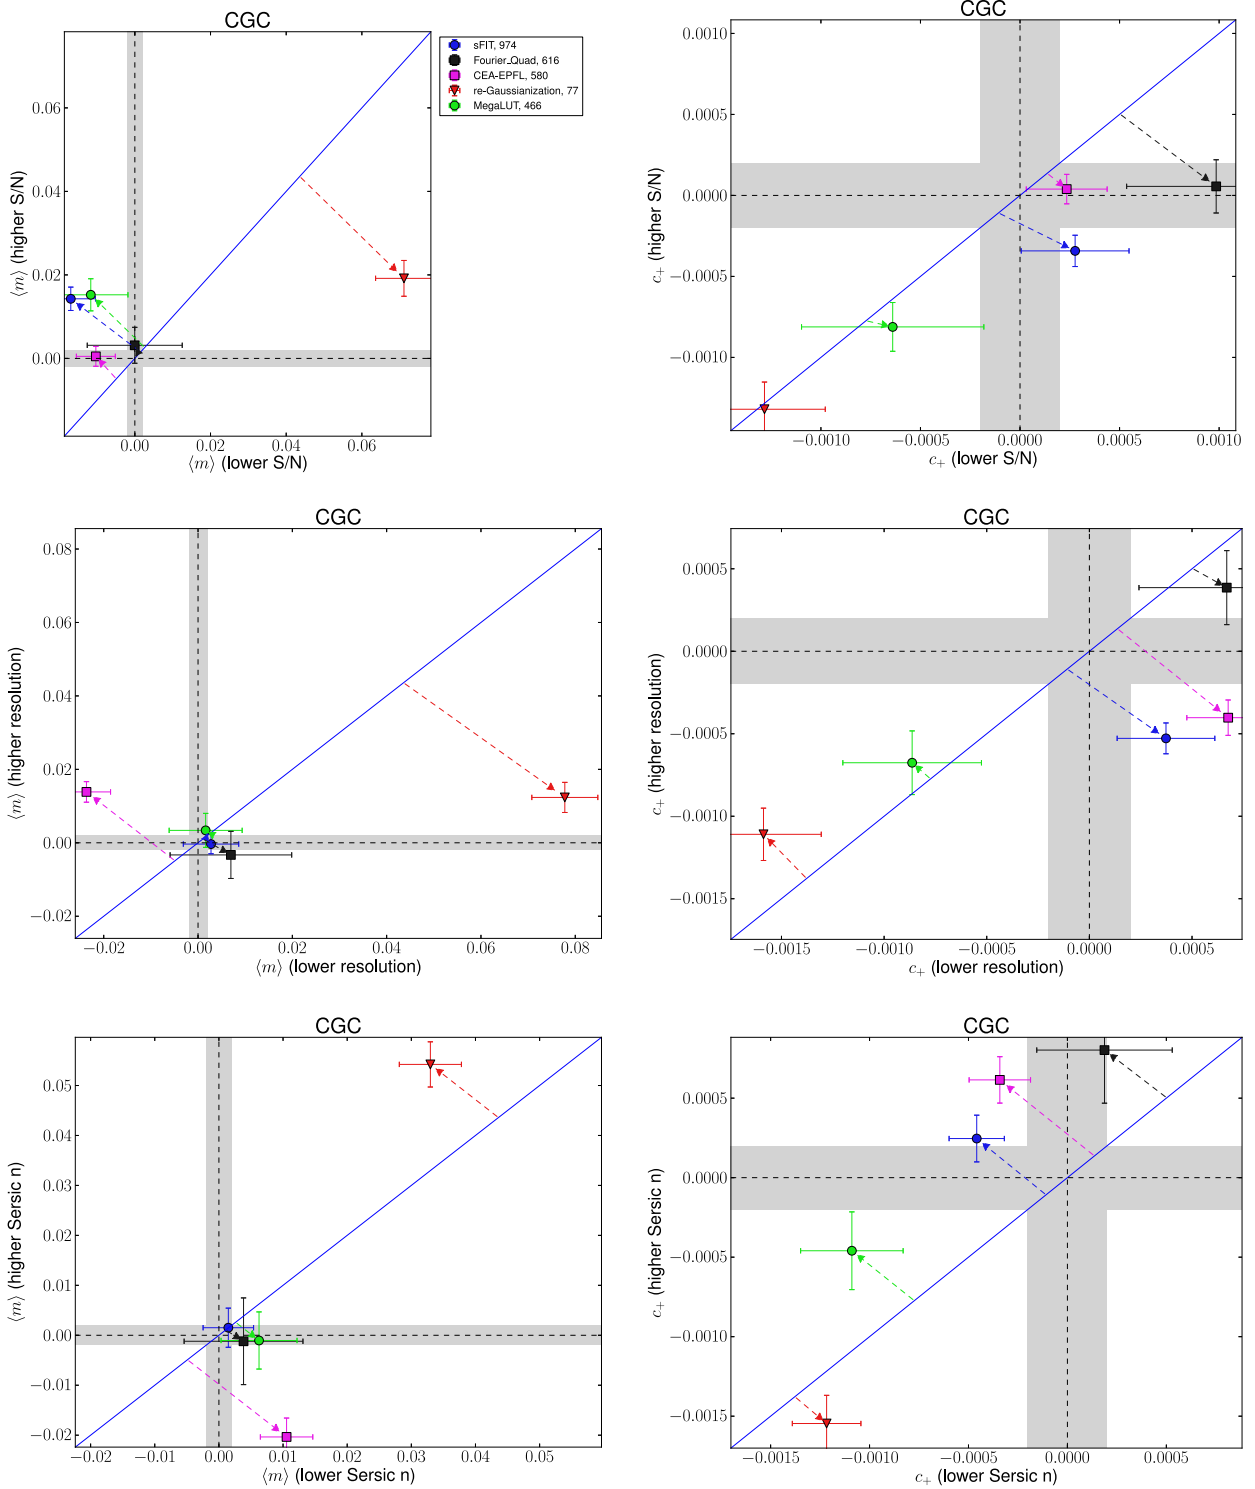 CGC
0.06
0.04
0.02
0.00
⟨m⟩ (higher S/N)
0.00 0.02 0.04 0.06
⟨m⟩ (lower S/N)
sFIT, 974
Fourier_Quad, 616
CEA-EPFL, 580
re-Gaussianization, 77
MegaLUT, 466
CGC
0.0010
0.0005
0.0000
−0.0005
−0.0010
c₊ (higher S/N)
−0.0010 −0.0005 0.0000 0.0005 0.0010
c₊ (lower S/N)
CGC
0.08
0.06
0.04
0.02
0.00
−0.02
⟨m⟩ (higher resolution)
−0.02 0.00 0.02 0.04 0.06 0.08
⟨m⟩ (lower resolution)
CGC
0.0005
0.0000
−0.0005
−0.0010
−0.0015
c₊ (higher resolution)
−0.0015 −0.0010 −0.0005 0.0000 0.0005
c₊ (lower resolution)
CGC
0.05
0.04
0.03
0.02
0.01
0.00
−0.01
−0.02
⟨m⟩ (higher Sersic n)
−0.02 −0.01 0.00 0.01 0.02 0.03 0.04 0.05
⟨m⟩ (lower Sersic n)
CGC
0.0005
0.0000
−0.0005
−0.0010
−0.0015
c₊ (higher Sersic n)
−0.0015 −0.0010 −0.0005 0.0000 0.0005
c₊ (lower Sersic n)